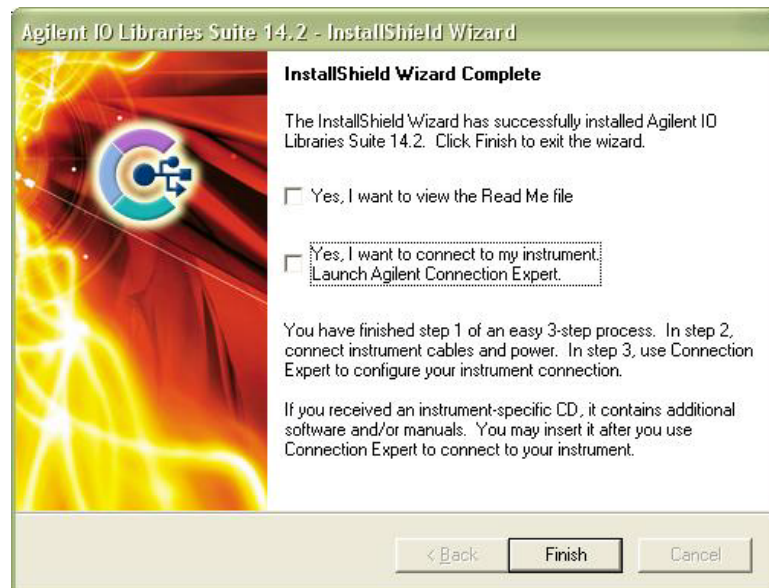 Agilent IO Libraries Suite 14.2 - InstallShield Wizard
InstallShield Wizard Complete
The InstallShield Wizard has successfully installed Agilent IO
Libraries Suite 14.2. Click Finish to exit the wizard.
Yes, I want to view the Read Me file
Yes, I want to connect to my instrument.
Launch Agilent Connection Expert.
You have finished step 1 of an easy 3-step process. In step 2,
connect instrument cables and power. In step 3, use Connection
Expert to configure your instrument connection.
If you received an instrument-specific CD, it contains additional
software and/or manuals. You may insert it after you use
Connection Expert to connect to your instrument.
< Back Finish Cancel